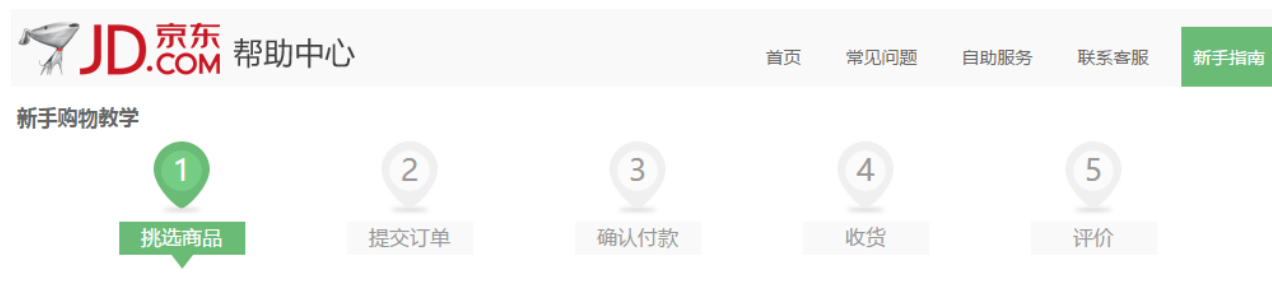 JD.京东
COM 帮助中心
首页 常见问题 自助服务 联系客服 新手指南
新手购物教学
1 2 3 4 5
挑选商品 提交订单 确认付款 收货 评价